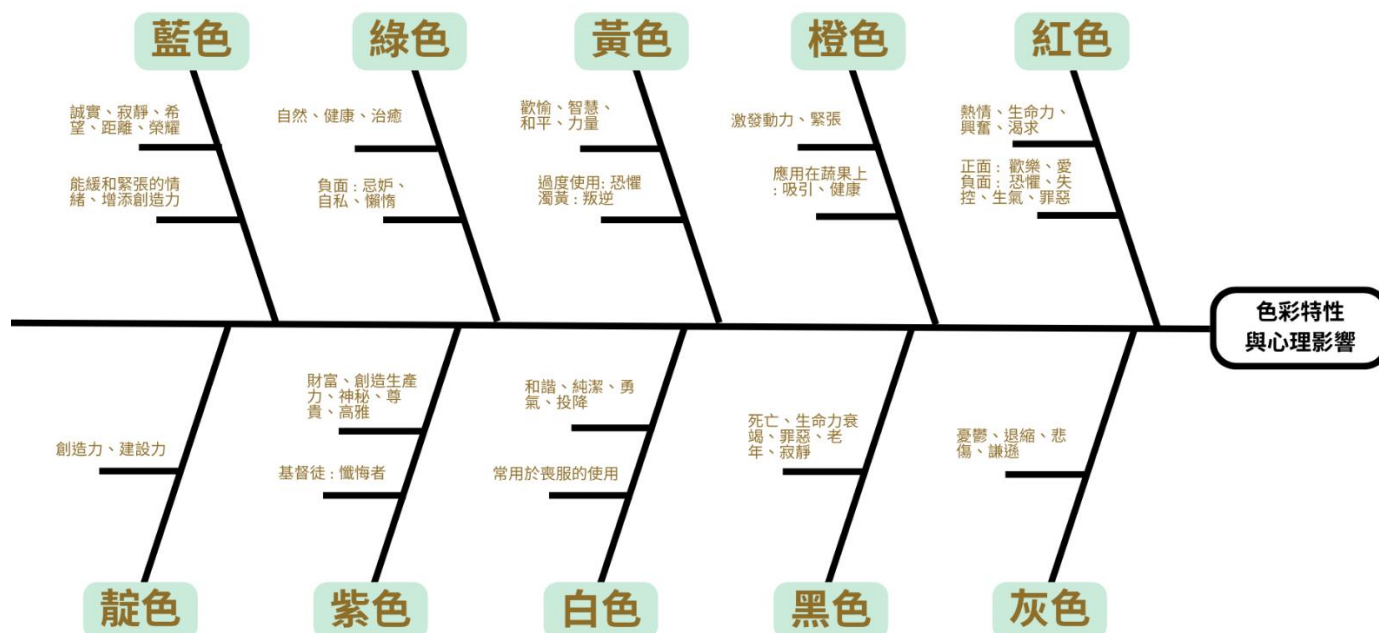 藍色
綠色
黃色
橙色
紅色
誠實、寂靜、希
望、距離、榮耀
能緩和緊張的情
緒、增添創造力
自然、健康、治癒
負面 : 忌妒、
自私、懶惰
歡愉、智慧、
和平、力量
過度使用: 恐懼
濁黃 : 叛逆
激發動力、緊張
應用在蔬果上
: 吸引、健康
熱情、生命力、
興奮、渴求
正面 : 歡樂、愛
負面 : 恐懼、失
控、生氣、罪惡
色彩特性
與心理影響
創造力、建設力
財富、創造生產
力、神秘、尊
貴、高雅
基督徒 : 懺悔者
和諧、純潔、勇
氣、投降
常用於喪服的使用
死亡、生命力衰
竭、罪惡、老
年、寂靜
憂鬱、退縮、悲
傷、謙遜
靛色
紫色
白色
黑色
灰色